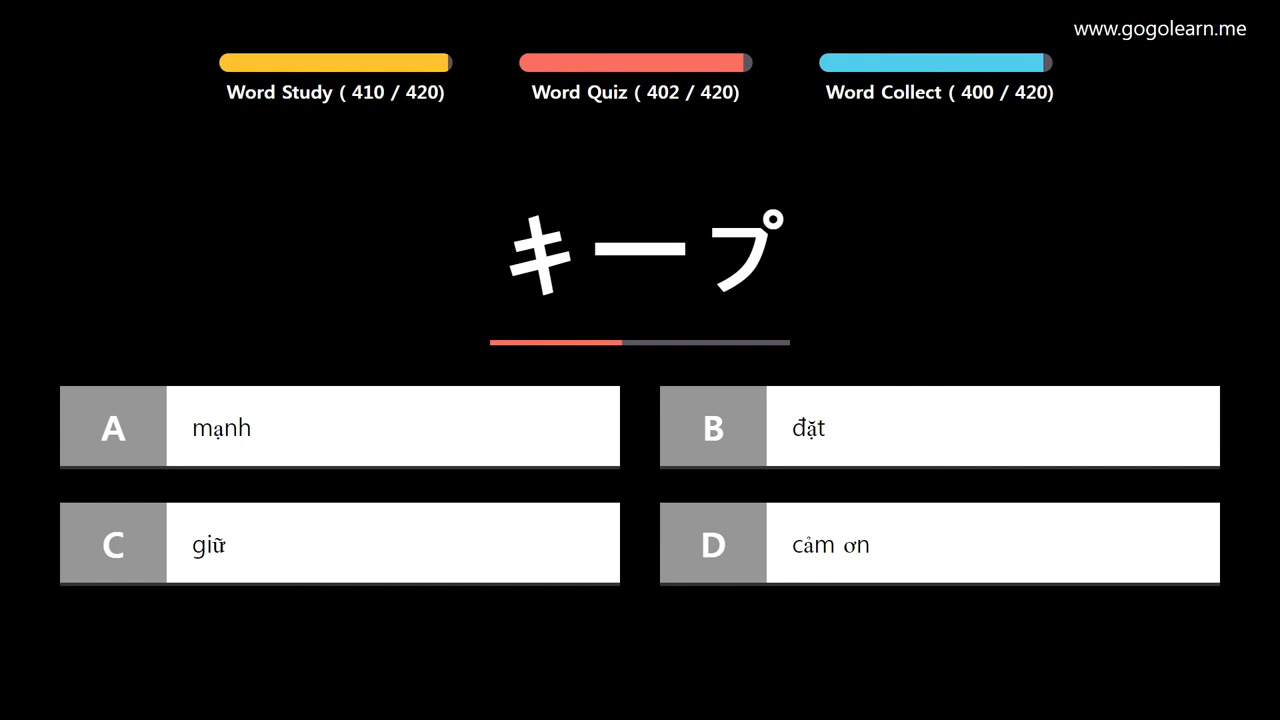 www.gogolearn.me
Word Study ( 410 / 420)
Word Quiz ( 402 / 420)
Word Collect ( 400 / 420)
キープ
A mạnh
B đặt
C giữ
D cảm ơn